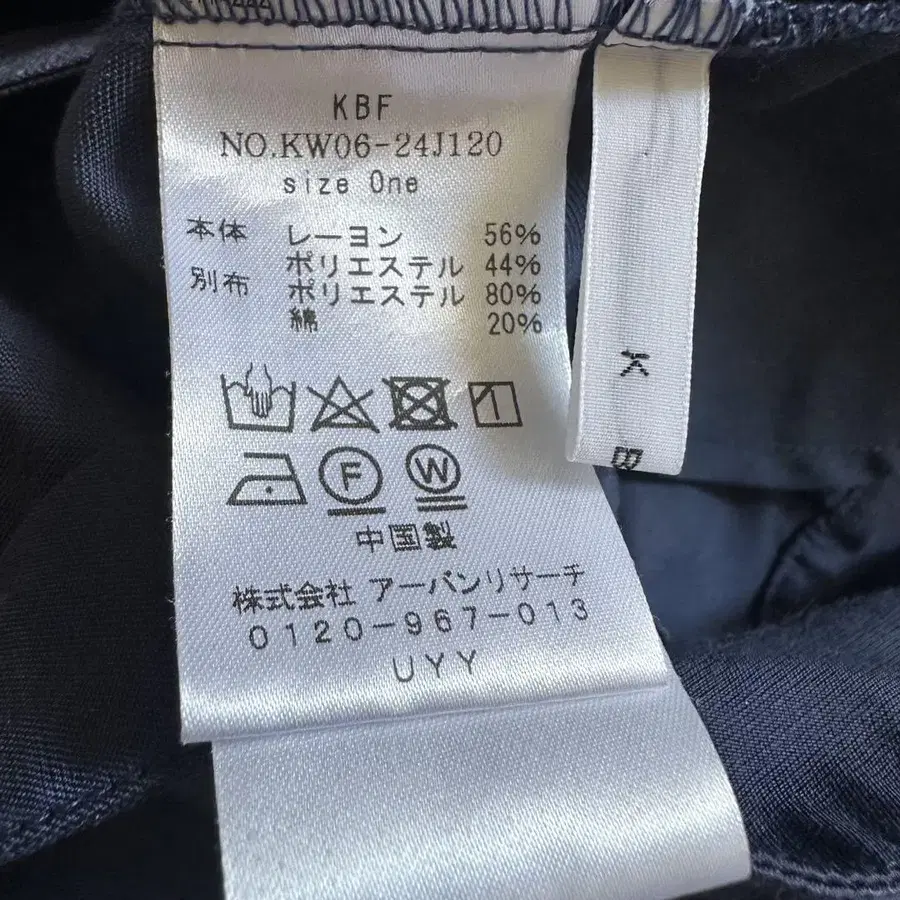 KBF
NO.KW06-24J120
size One
本体 レーヨン 56%
ポリエステル 44%
別布 ポリエステル 80%
綿 20%
F W
中国製
株式会社 アーバンリサーチ
0120-967-013
UYY
K
B